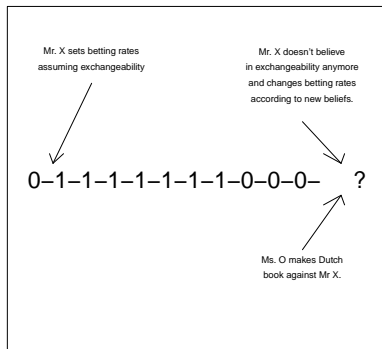 Mr. X sets betting rates
assuming exchangeability
Mr. X doesn't believe
in exchangeability anymore
and changes betting rates
according to new beliefs.
0–1–1–1–1–1–1–1–0–0–0– ?
Ms. O makes Dutch
book against Mr X.